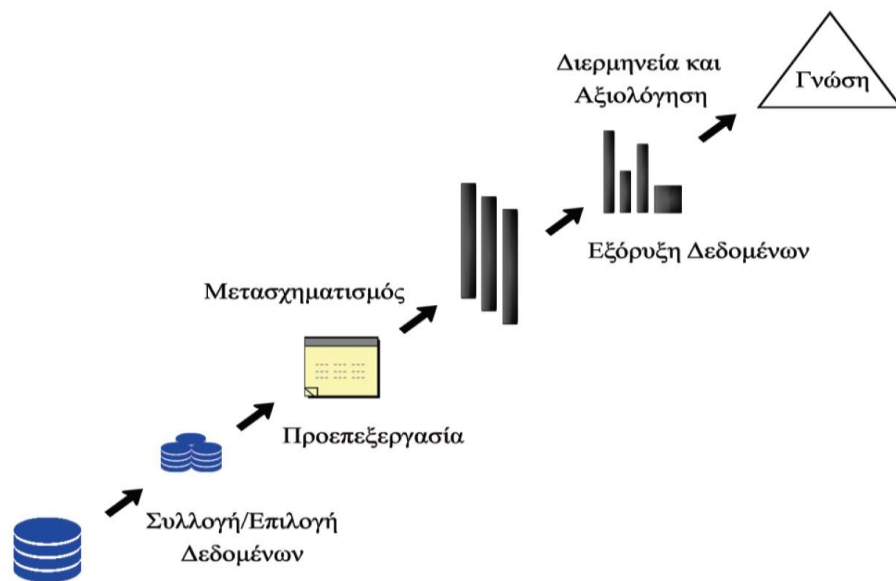 Διερμηνεία και
Αξιολόγηση
Γνώση
Εξόρυξη Δεδομένων
Μετασχηματισμός
Προεπεξεργασία
Συλλογή/Επιλογή
Δεδομένων